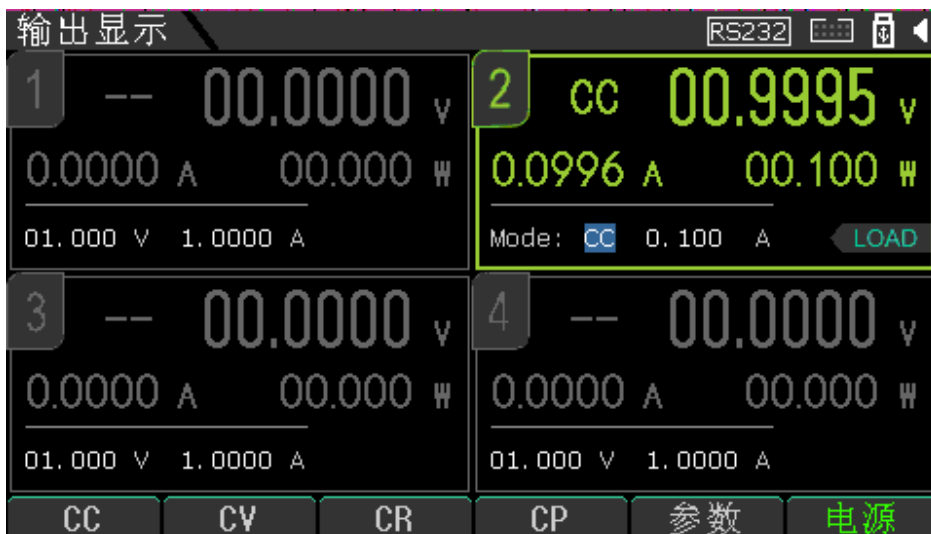 输出显示 RS232
1 -- 00.0000 V
0.0000 A 00.000 W
01.000 V 1.0000 A
2 CC 00.9995 V
0.0996 A 00.100 W
Mode: CC 0.100 A LOAD
3 -- 00.0000 V
0.0000 A 00.000 W
01.000 V 1.0000 A
4 -- 00.0000 V
0.0000 A 00.000 W
01.000 V 1.0000 A
CC CV CR CP 参数 电源